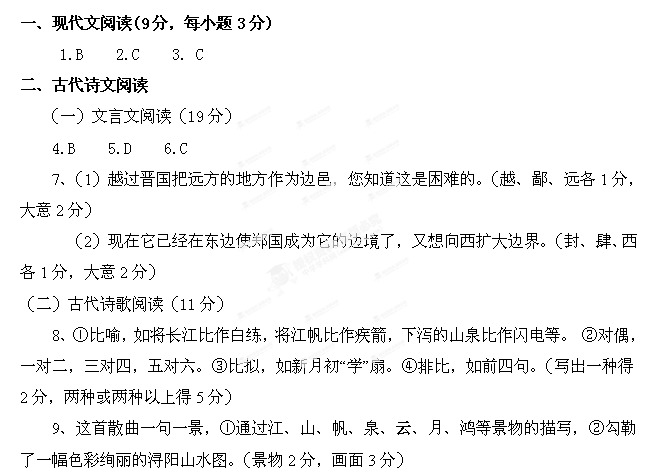 一、现代文阅读(9分，每小题3分)
1.B 2.C 3. C
二、古代诗文阅读
（一）文言文阅读（19分）
4.B 5.D 6.C
7、（1）越过晋国把远方的地方作为边邑，您知道这是困难的。（越、鄙、远各1分，
大意2分）
（2）现在它已经在东边使郑国成为它的边境了，又想向西扩大边界。（封、肆、西
各1分，大意2分）
（二）古代诗歌阅读（11分）
8、①比喻，如将长江比作白练，将江帆比作疾箭，下泻的山泉比作闪电等。 ②对偶，
一对二，三对四，五对六。③比拟，如新月初“学”扇。④排比，如前四句。（写出一种得
2分，两种或两种以上得5分）
9、这首散曲一句一景，①通过江、山、帆、泉、云、月、鸿等景物的描写，②勾勒
了一幅色彩绚丽的浔阳山水图。（景物2分，画面3分）